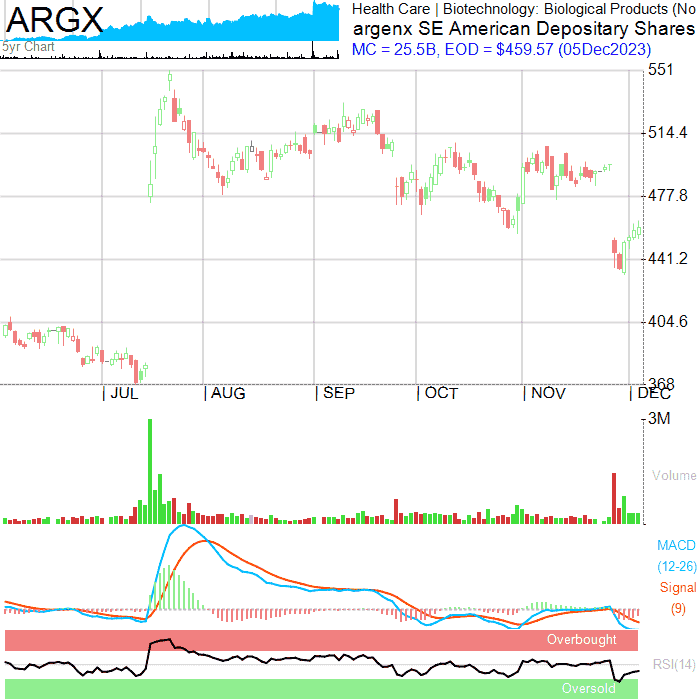 ARGX
5yr Chart
Health Care | Biotechnology: Biological Products (No
argenx SE American Depositary Shares
MC = 25.5B, EOD = $459.57 (05Dec2023)
551
514.4
477.8
441.2
404.6
368
| JUL | AUG | SEP | OCT | NOV | DEC
3M
Volume
MACD
(12-26)
Signal
(9)
Overbought
RSI(14)
Oversold